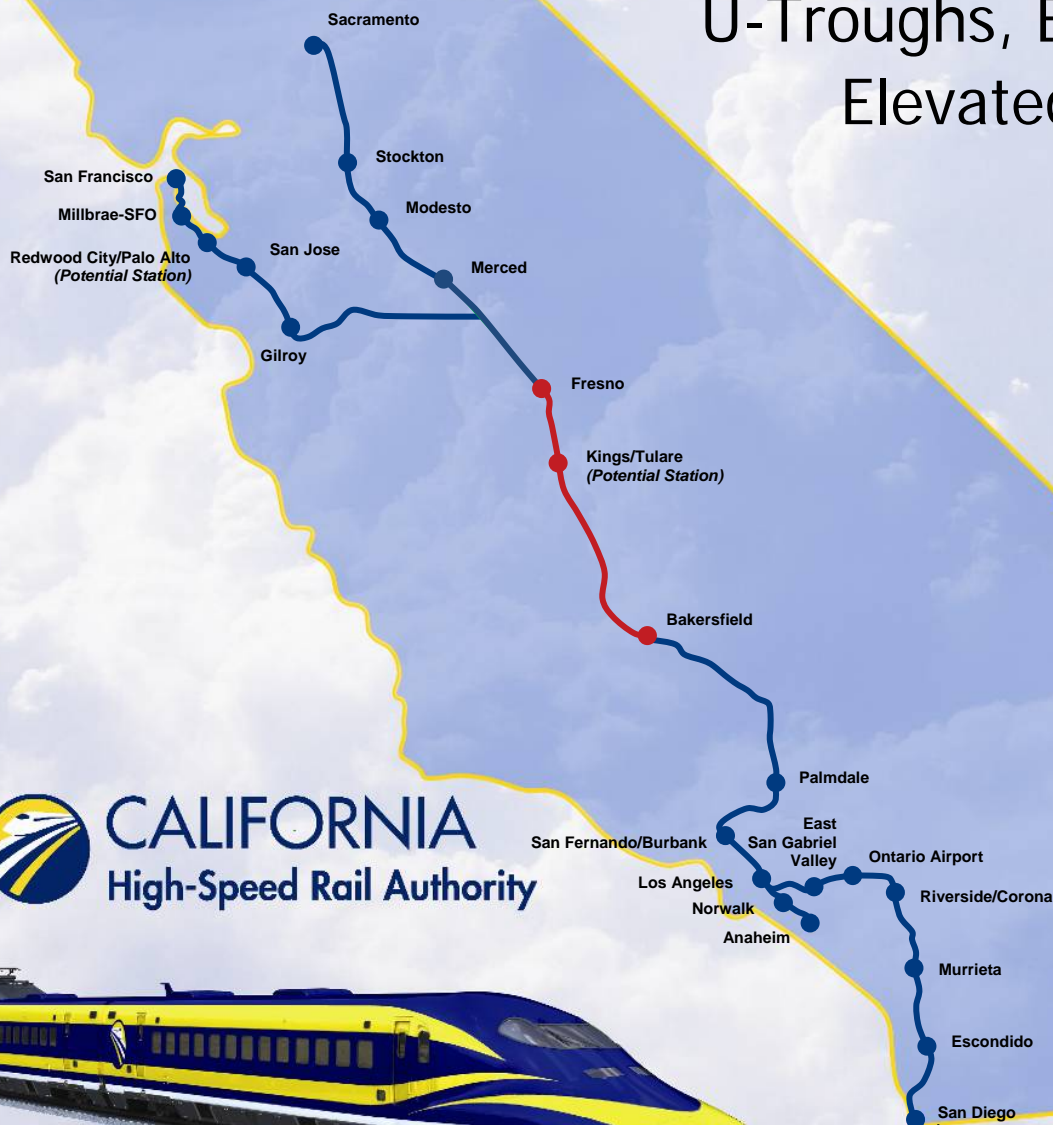 U-Troughs,
Elevated
Sacramento
Stockton
San Francisco
Modesto
Millbrae-SFO
San Jose
Redwood City/Palo Alto
(Potential Station)
Merced
Gilroy
Fresno
Kings/Tulare
(Potential Station)
Bakersfield
Palmdale
San Fernando/Burbank
East
San Gabriel
Valley
Ontario Airport
Los Angeles
Riverside/Corona
Norwalk
Anaheim
Murrieta
Escondido
San Diego
CALIFORNIA
High-Speed Rail Authority